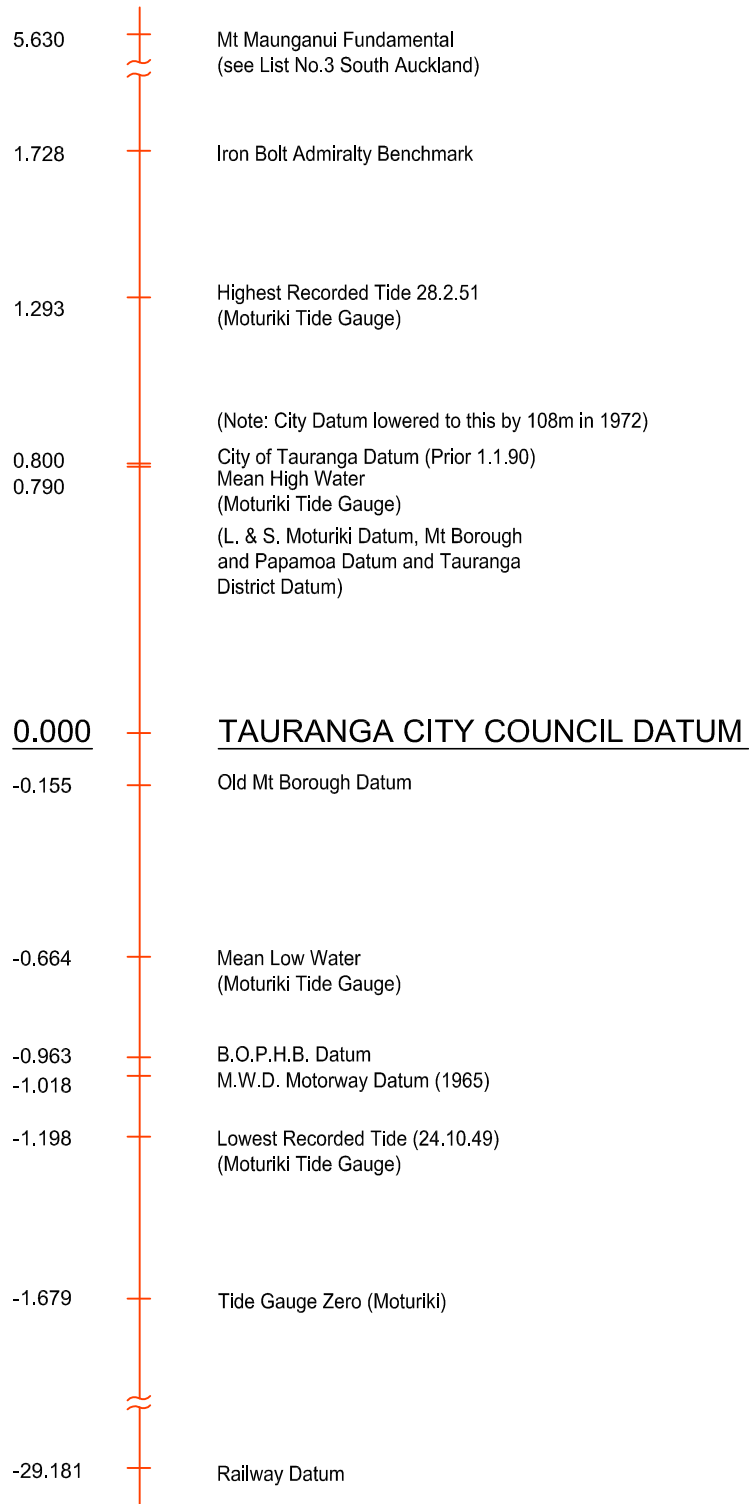 5.630 Mt Maunganui Fundamental
(see List No.3 South Auckland)
1.728 Iron Bolt Admiralty Benchmark
1.293 Highest Recorded Tide 28.2.51
(Moturiki Tide Gauge)
(Note: City Datum lowered to this by 108m in 1972)
0.800 City of Tauranga Datum (Prior 1.1.90)
0.790 Mean High Water
(Moturiki Tide Gauge)
(L. & S. Moturiki Datum, Mt Borough
and Papamoa Datum and Tauranga
District Datum)
0.000 TAURANGA CITY COUNCIL DATUM
-0.155 Old Mt Borough Datum
-0.664 Mean Low Water
(Moturiki Tide Gauge)
-0.963 B.O.P.H.B. Datum
-1.018 M.W.D. Motorway Datum (1965)
-1.198 Lowest Recorded Tide (24.10.49)
(Moturiki Tide Gauge)
-1.679 Tide Gauge Zero (Moturiki)
-29.181 Railway Datum